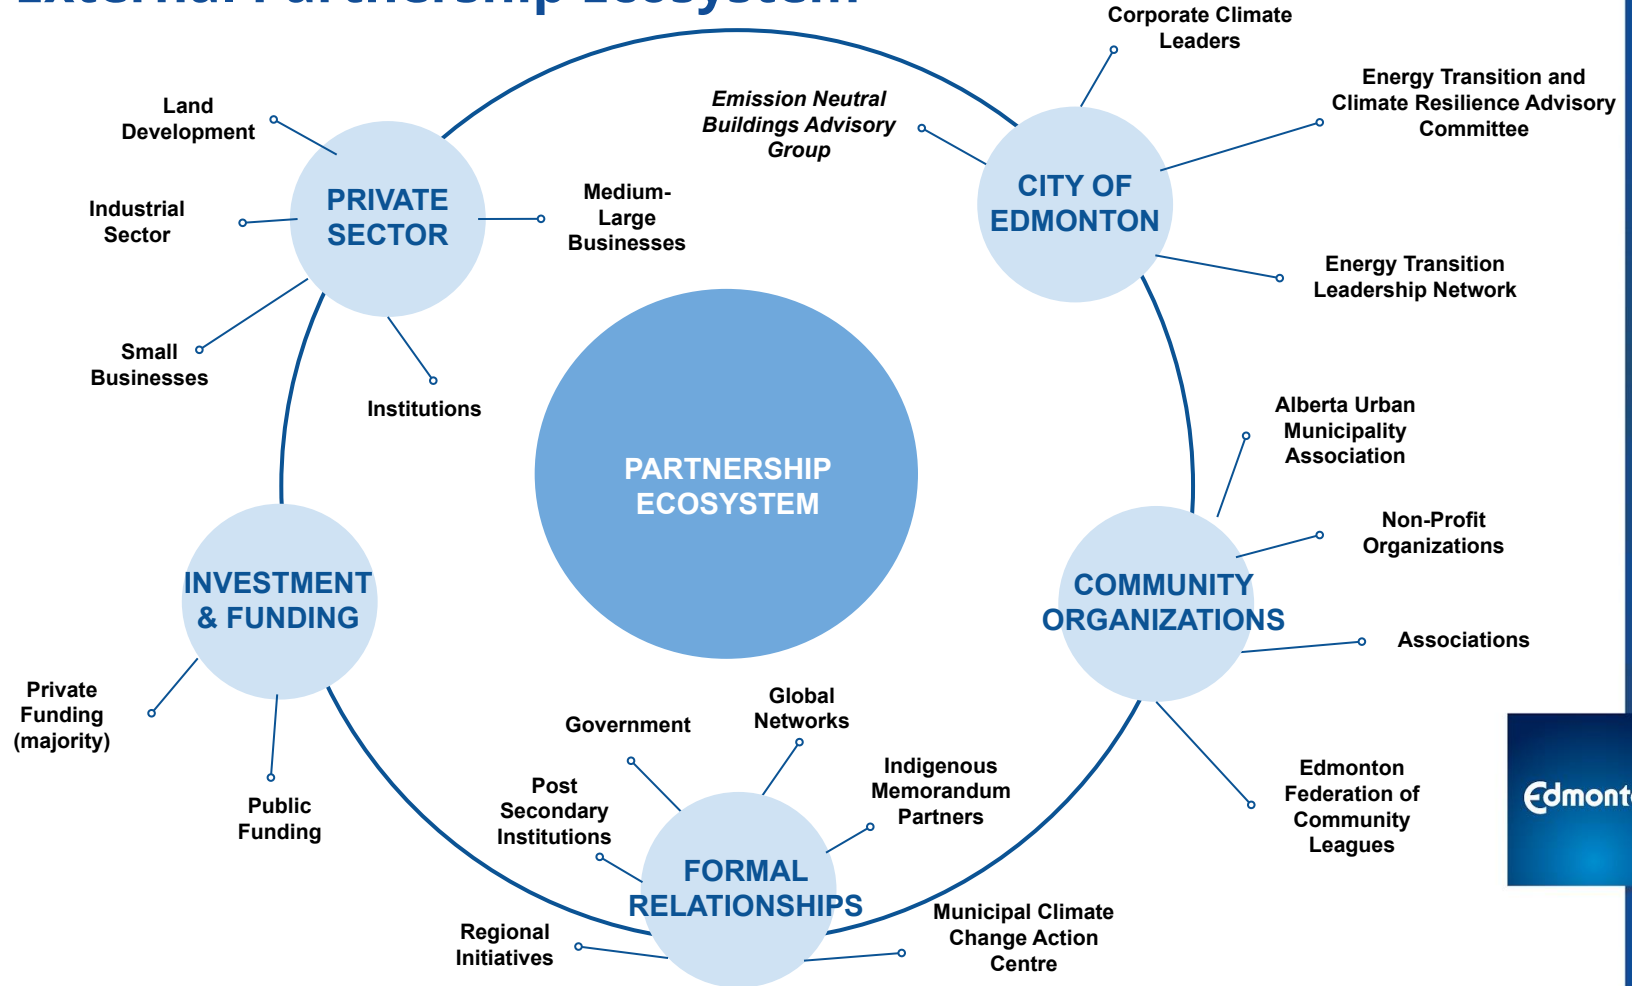 External Partnership Ecosystem
Corporate Climate
Leaders
Energy Transition and
Climate Resilience Advisory
Committee
Emission Neutral
Buildings Advisory
Group
CITY OF
EDMONTON
Energy Transition
Leadership Network
Land
Development
PRIVATE
SECTOR
Industrial
Sector
Medium-
Large
Businesses
Small
Businesses
Institutions
PARTNERSHIP
ECOSYSTEM
Alberta Urban
Municipality
Association
Non-Profit
Organizations
COMMUNITY
ORGANIZATIONS
Associations
Edmonton
Federation of
Community
Leagues
INVESTMENT
& FUNDING
Private
Funding
(majority)
Public
Funding
Government
Global
Networks
Post
Secondary
Institutions
Indigenous
Memorandum
Partners
FORMAL
RELATIONSHIPS
Regional
Initiatives
Municipal Climate
Change Action
Centre